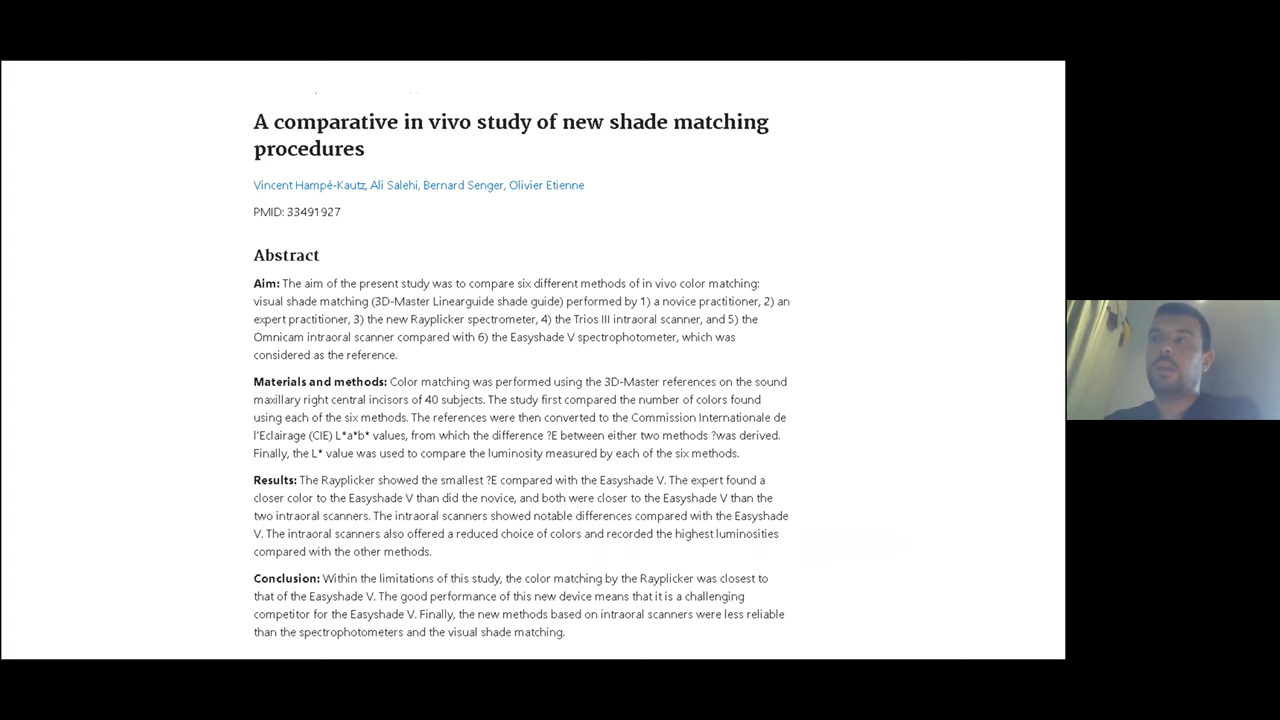 A comparative in vivo study of new shade matching
procedures
Vincent Hampé-Kautz, Ali Salehi, Bernard Senger, Olivier Etienne
PMID: 33491927
Abstract
Aim: The aim of the present study was to compare six different methods of in vivo color matching:
visual shade matching (3D-Master Linearguide shade guide) performed by 1) a novice practitioner, 2) an
expert practitioner, 3) the new Rayplicker spectrometer, 4) the Trios III intraoral scanner, and 5) the
Omnicam intraoral scanner compared with 6) the Easyshade V spectrophotometer, which was
considered as the reference.
Materials and methods: Color matching was performed using the 3D-Master references on the sound
maxillary right central incisors of 40 subjects. The study first compared the number of colors found
using each of the six methods. The references were then converted to the Commission Internationale de
l'Eclairage (CIE) L*a*b* values, from which the difference ?E between either two methods ?was derived.
Finally, the L* value was used to compare the luminosity measured by each of the six methods.
Results: The Rayplicker showed the smallest ?E compared with the Easyshade V. The expert found a
closer color to the Easyshade V than did the novice, and both were closer to the Easyshade V than the
two intraoral scanners. The intraoral scanners showed notable differences compared with the Easyshade
V. The intraoral scanners also offered a reduced choice of colors and recorded the highest luminosities
compared with the other methods.
Conclusion: Within the limitations of this study, the color matching by the Rayplicker was closest to
that of the Easyshade V. The good performance of this new device means that it is a challenging
competitor for the Easyshade V. Finally, the new methods based on intraoral scanners were less reliable
than the spectrophotometers and the visual shade matching.